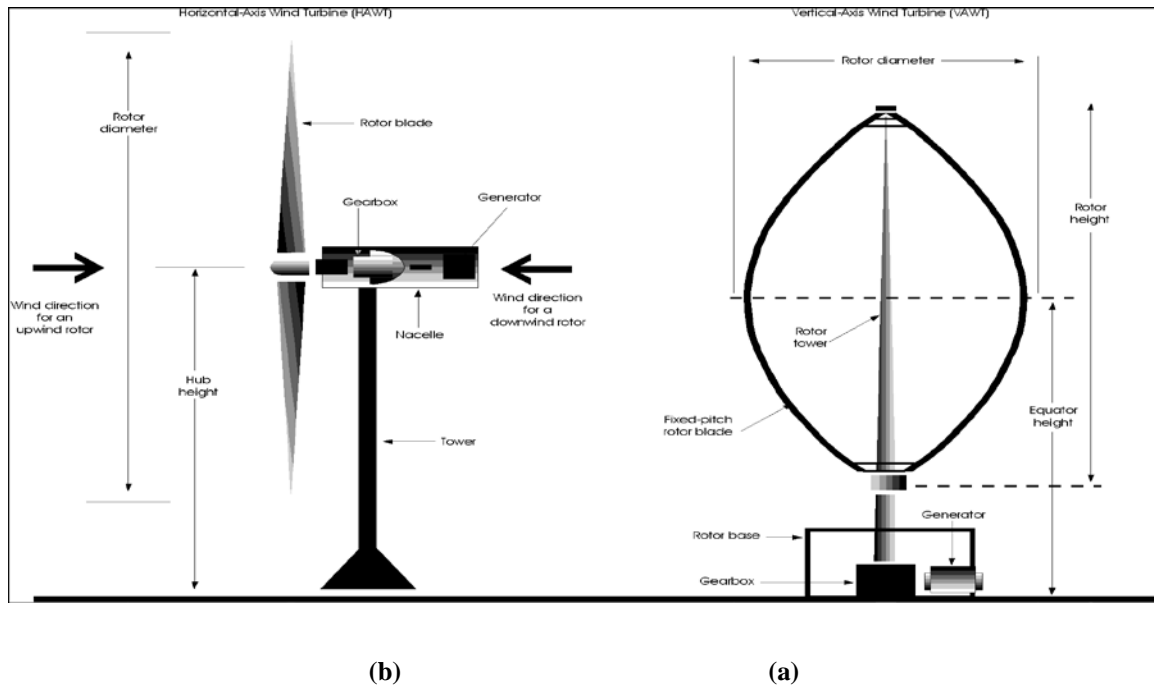 Horizontal-Axis Wind Turbine (HAWT)
Rotor
diameter
Rotor blade
Gearbox
Generator
Wind direction
for an
upwind rotor
Wind direction
for a
downwind rotor
Nacelle
Hub
height
Tower
Vertical-Axis Wind Turbine (VAWT)
Rotor diameter
Rotor
height
Rotor
tower
Fixed-pitch
rotor blade
Equator
height
Rotor base
Generator
Gearbox
(b)
(a)